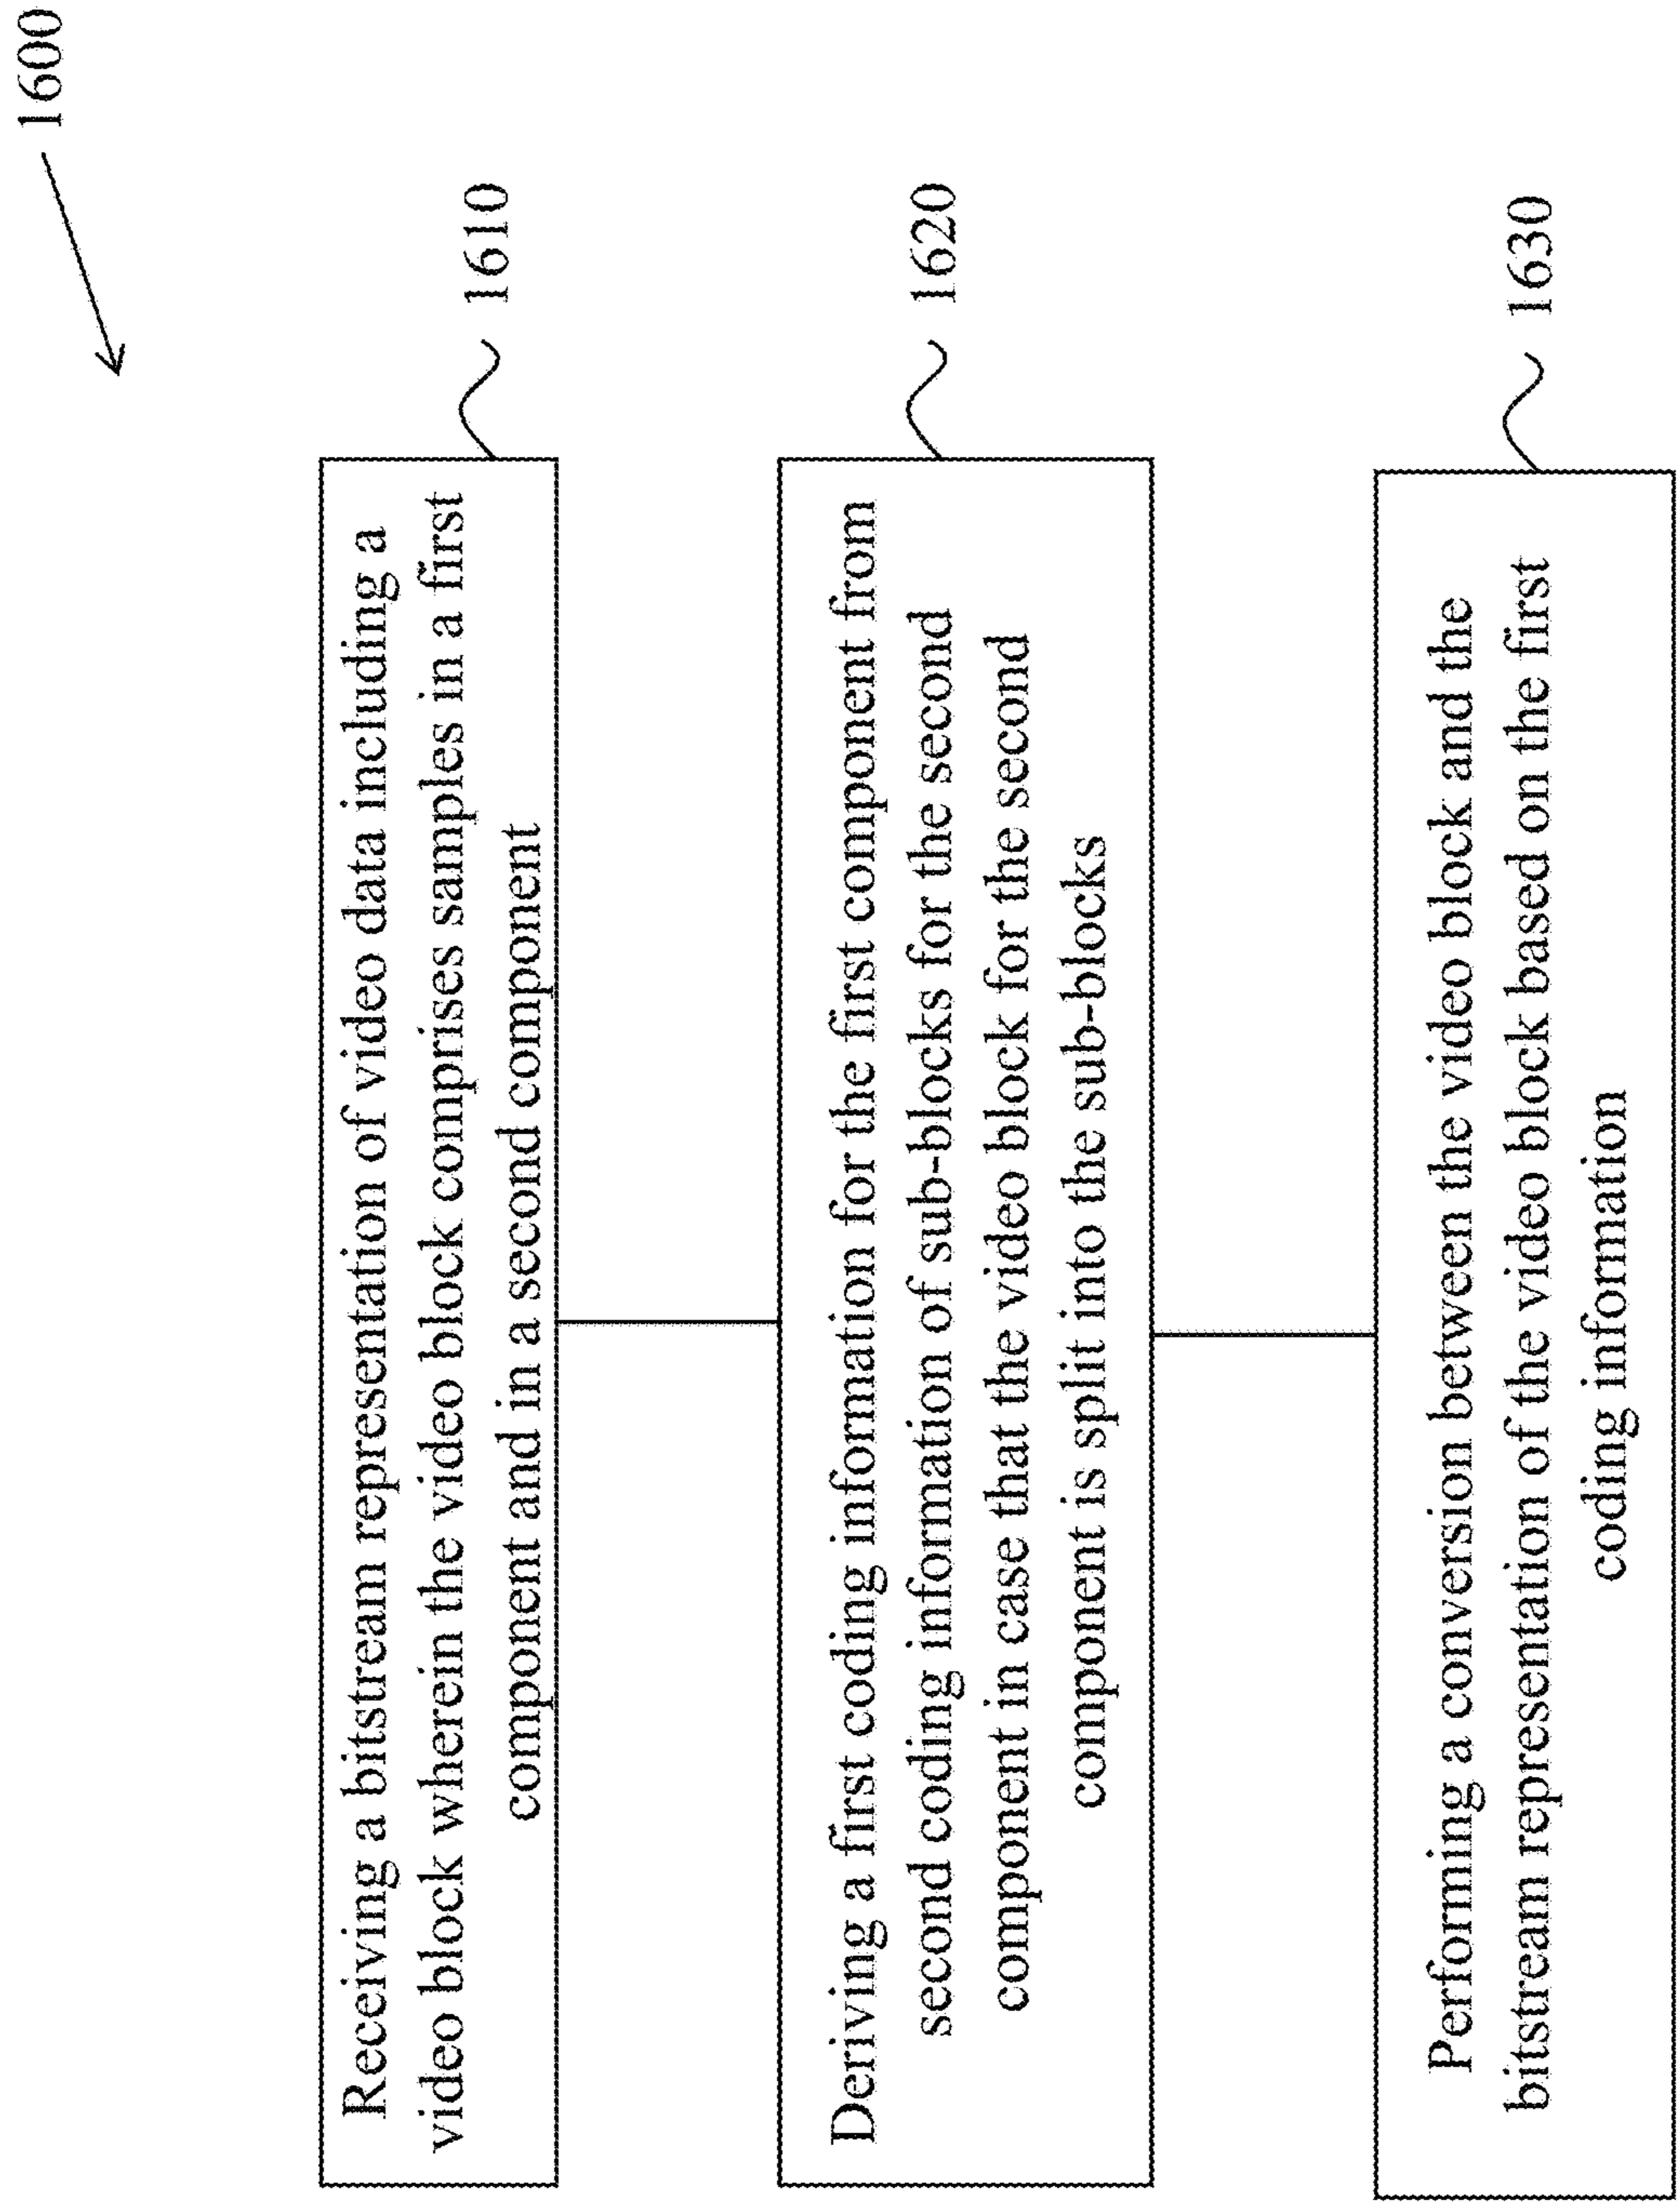 1600
Receiving a bitstream representation of video data including a
video block wherein the video block comprises samples in a first
component and in a second component
1610
Deriving a first coding information for the first component from
second coding information of sub-blocks for the second
component in case that the video block for the second
component is split into the sub-blocks
1620
Performing a conversion between the video block and the
bitstream representation of the video block based on the first
coding information
1630